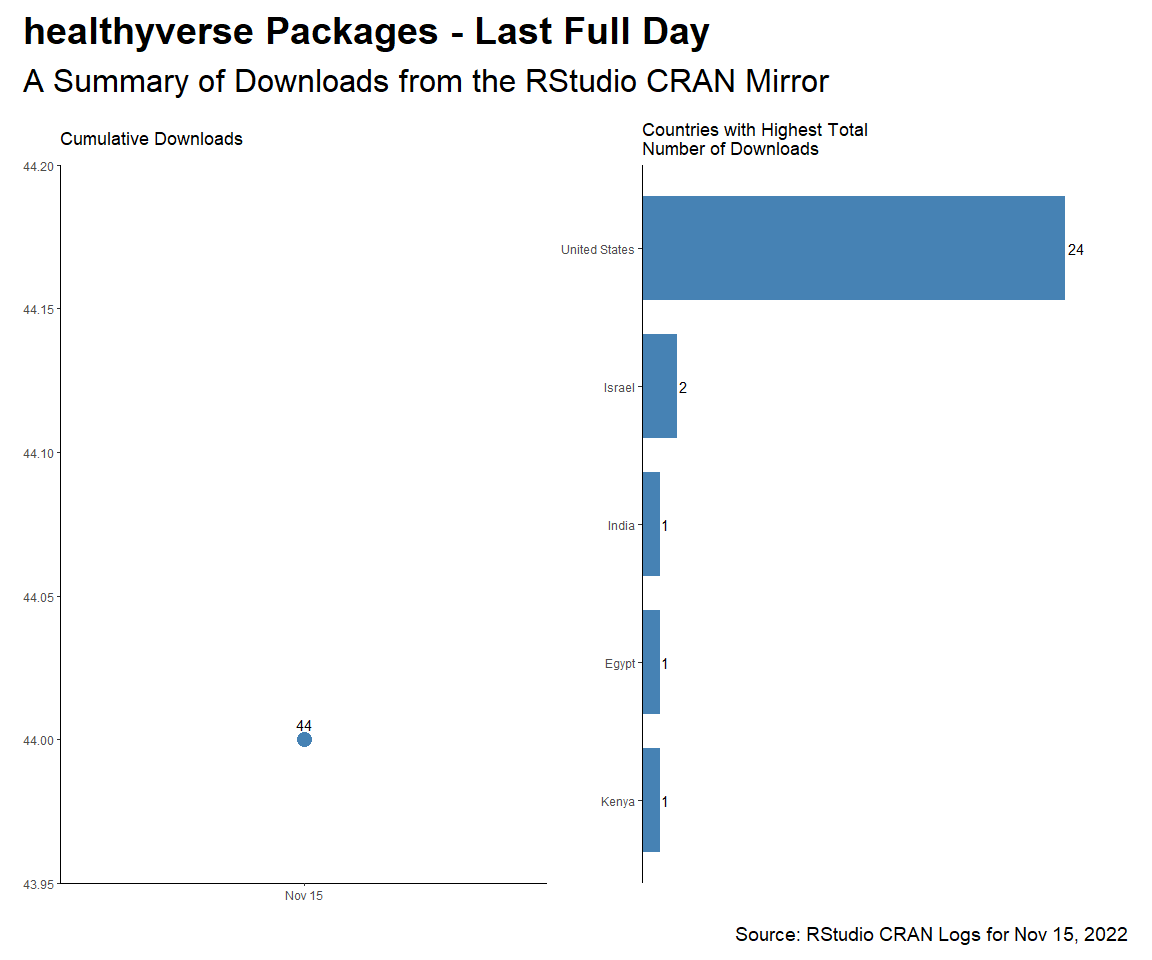 healthyverse Packages - Last Full Day
A Summary of Downloads from the RStudio CRAN Mirror
Cumulative Downloads
44.20
44.15
44.10
44.05
44.00
43.95
44
Nov 15
Countries with Highest Total
Number of Downloads
United States
24
Israel
2
India
1
Egypt
1
Kenya
1
Source: RStudio CRAN Logs for Nov 15, 2022